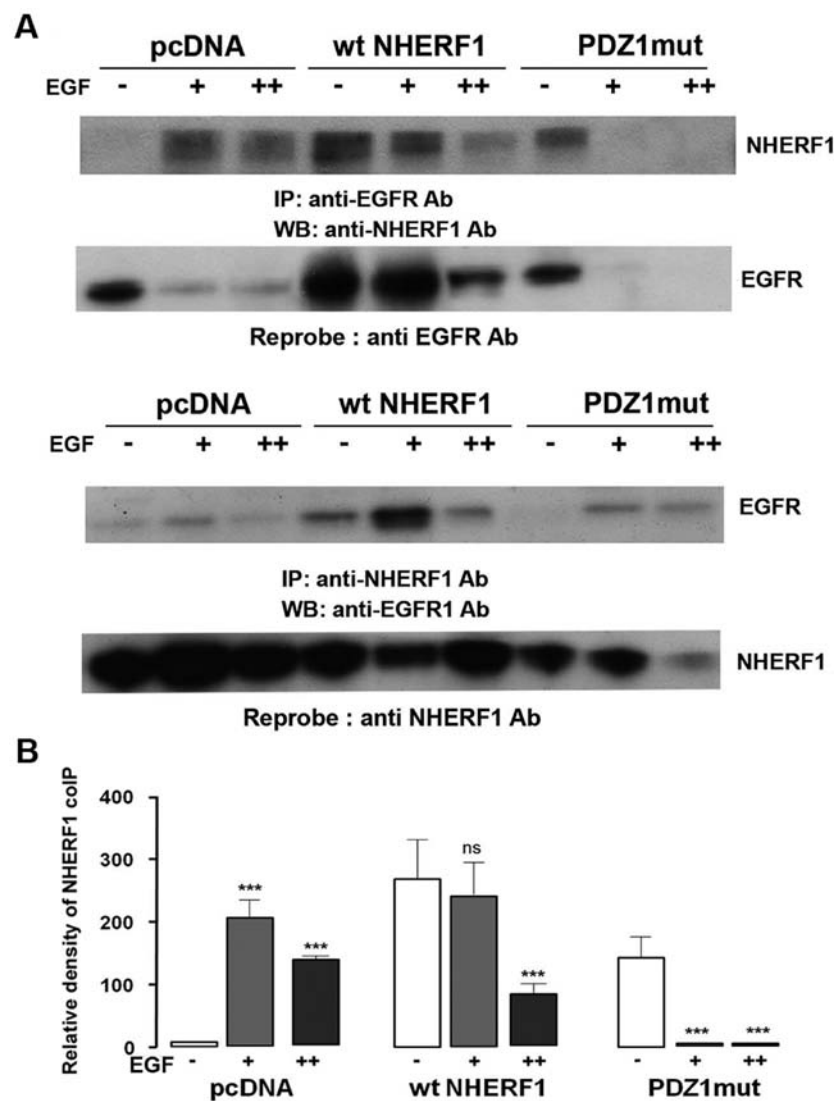 A
pcDNA wt NHERF1 PDZ1mut
EGF - + ++ - + ++ - + ++
NHERF1
IP: anti-EGFR Ab
WB: anti-NHERF1 Ab
EGFR
Reprobe : anti EGFR Ab
pcDNA wt NHERF1 PDZ1mut
EGF - + ++ - + ++ - + ++
EGFR
IP: anti-NHERF1 Ab
WB: anti-EGFR1 Ab
NHERF1
Reprobe : anti NHERF1 Ab
B
Relative density of NHERF1 coIP
400
300
200
100
0
*** *** ns *** *** ***
EGF - + ++ - + ++ - + ++
pcDNA wt NHERF1 PDZ1mut